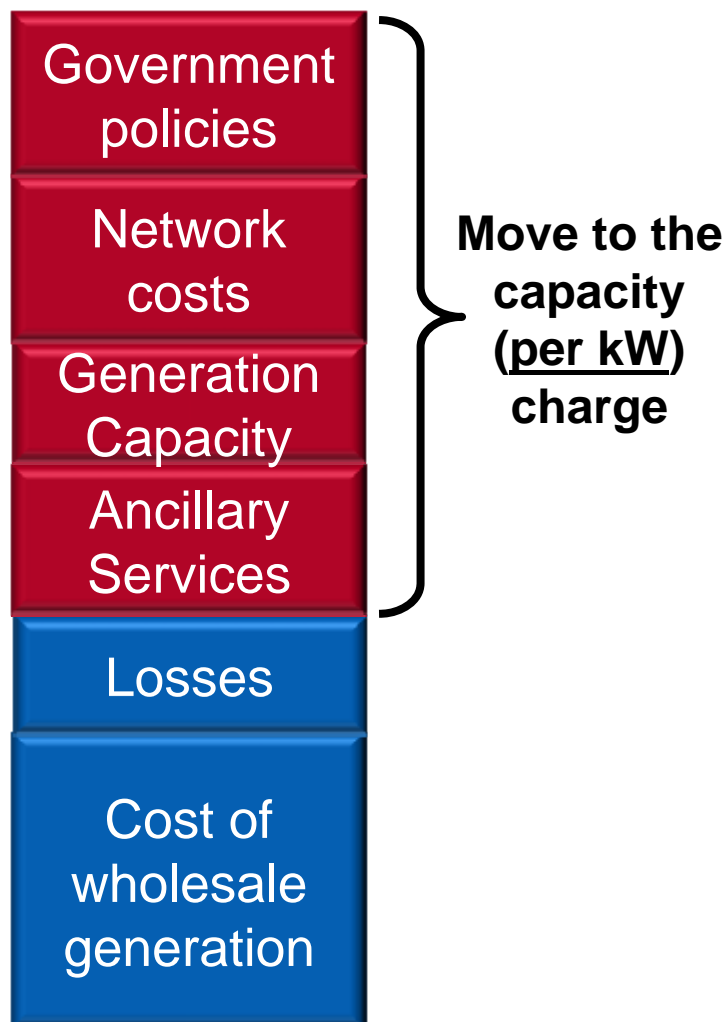 Government
policies
Network
costs
Generation
Capacity
Ancillary
Services
Losses
Cost of
wholesale
generation
Move to the
capacity
(per kW)
charge